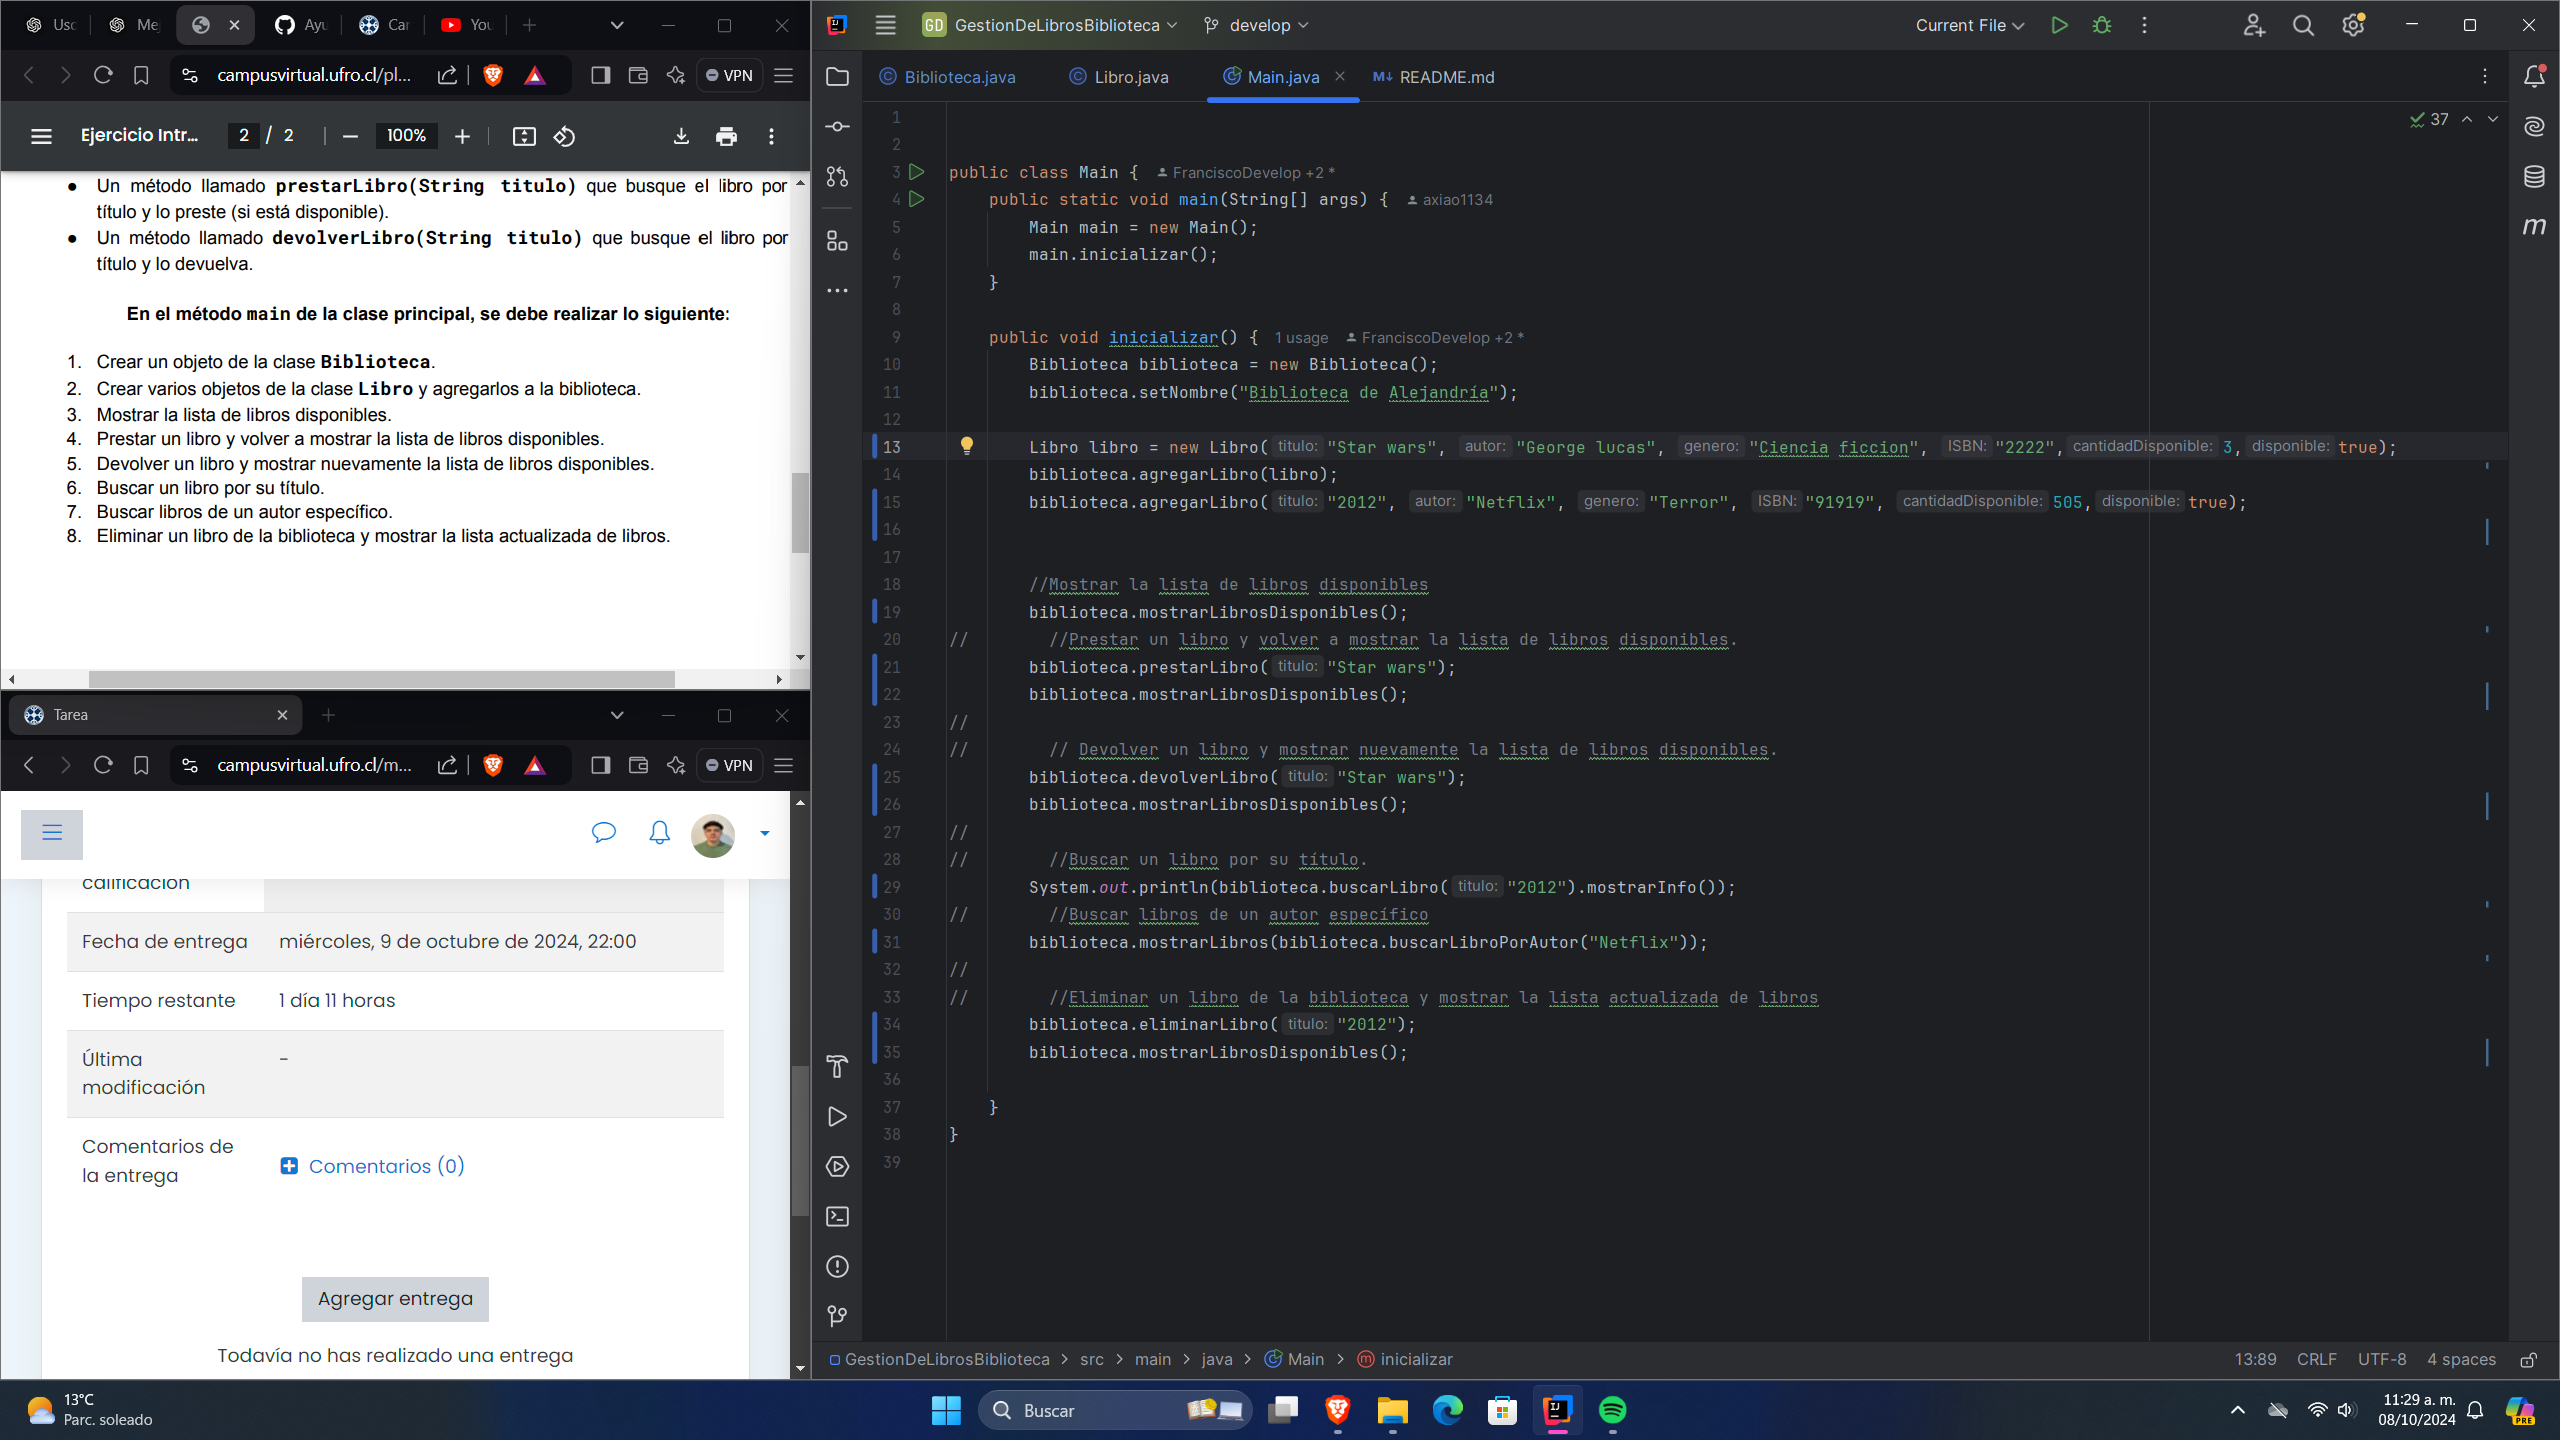 Usc
Me
Ayu
Car
You
campusvirtual.ufro.cl/pl...
VPN
Ejercicio Intr...
2 / 2
100%
● Un método llamado prestarLibro(String titulo) que busque el libro por
título y lo preste (si está disponible).
● Un método llamado devolverLibro(String titulo) que busque el libro por
título y lo devuelva.
En el método main de la clase principal, se debe realizar lo siguiente:
1. Crear un objeto de la clase Biblioteca.
2. Crear varios objetos de la clase Libro y agregarlos a la biblioteca.
3. Mostrar la lista de libros disponibles.
4. Prestar un libro y volver a mostrar la lista de libros disponibles.
5. Devolver un libro y mostrar nuevamente la lista de libros disponibles.
6. Buscar un libro por su título.
7. Buscar libros de un autor específico.
8. Eliminar un libro de la biblioteca y mostrar la lista actualizada de libros.
Tarea
campusvirtual.ufro.cl/m...
VPN
calificación
Fecha de entrega miércoles, 9 de octubre de 2024, 22:00
Tiempo restante 1 día 11 horas
Última
modificación
-
Comentarios de
la entrega
Comentarios (0)
Agregar entrega
Todavía no has realizado una entrega
GD GestionDeLibrosBiblioteca develop Current File
Biblioteca.java Libro.java Main.java README.md
37
1
2
3 public class Main { FranciscoDevelop +2 *
4 public static void main(String[] args) { axiao1134
5 Main main = new Main();
6 main.inicializar();
7 }
8
9 public void inicializar() { 1 usage FranciscoDevelop +2 *
10 Biblioteca biblioteca = new Biblioteca();
11 biblioteca.setNombre("Biblioteca de Alejandría");
12
13 Libro libro = new Libro( titulo: "Star wars", autor: "George lucas", genero: "Ciencia ficcion", ISBN: "2222", cantidadDisponible: 3, disponible: true);
14 biblioteca.agregarLibro(libro);
15 biblioteca.agregarLibro( titulo: "2012", autor: "Netflix", genero: "Terror", ISBN: "91919", cantidadDisponible: 505, disponible: true);
16
17
18 //Mostrar la lista de libros disponibles
19 biblioteca.mostrarLibrosDisponibles();
20 // //Prestar un libro y volver a mostrar la lista de libros disponibles.
21 biblioteca.prestarLibro( titulo: "Star wars");
22 biblioteca.mostrarLibrosDisponibles();
23 //
24 // // Devolver un libro y mostrar nuevamente la lista de libros disponibles.
25 biblioteca.devolverLibro( titulo: "Star wars");
26 biblioteca.mostrarLibrosDisponibles();
27 //
28 // //Buscar un libro por su título.
29 System.out.println(biblioteca.buscarLibro( titulo: "2012").mostrarInfo());
30 // //Buscar libros de un autor específico
31 biblioteca.mostrarLibros(biblioteca.buscarLibroPorAutor("Netflix"));
32 //
33 // //Eliminar un libro de la biblioteca y mostrar la lista actualizada de libros
34 biblioteca.eliminarLibro( titulo: "2012");
35 biblioteca.mostrarLibrosDisponibles();
36
37 }
38 }
39
GestionDeLibrosBiblioteca > src > main > java > Main > inicializar
13:89 CRLF UTF-8 4 spaces
13°C
Parc. soleado
Buscar
11:29 a. m.
08/10/2024
PRE